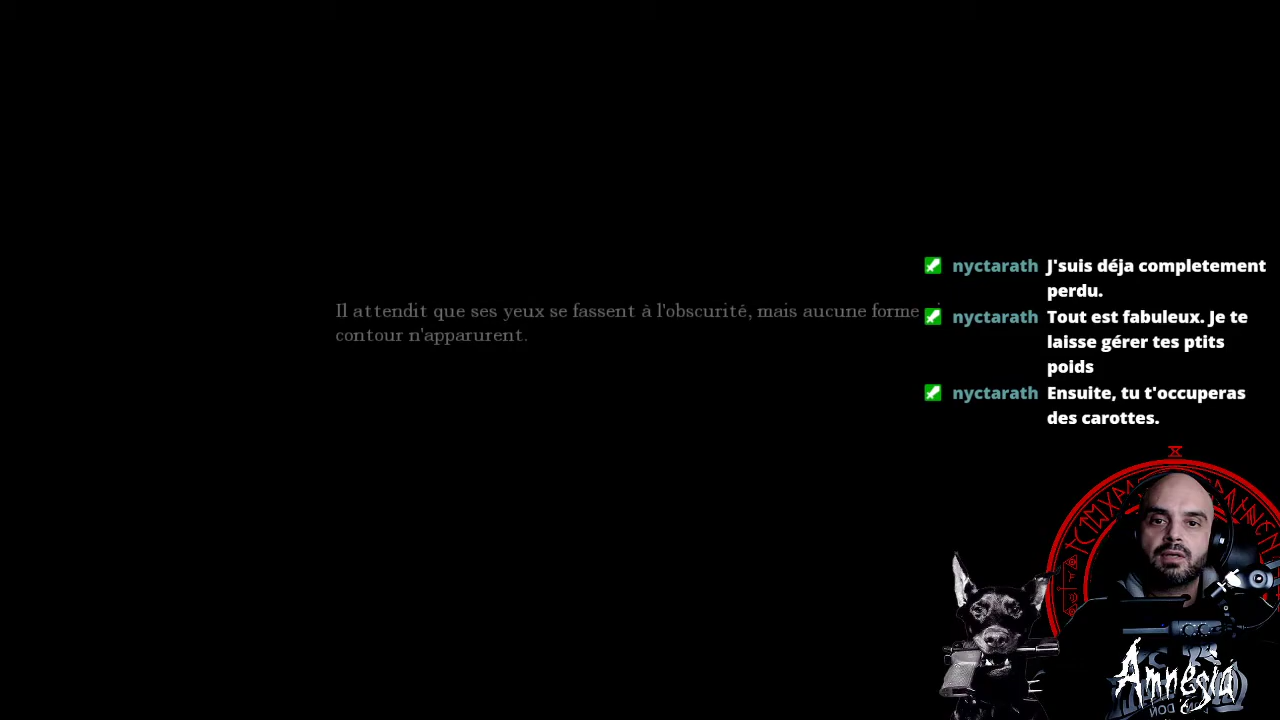 Il attendit que ses yeux se fassent à l'obscurité, mais aucune forme
contour n'apparurent.
nyctarath J'suis déja completement
perdu.
nyctarath Tout est fabuleux. Je te
laisse gérer tes ptits
poids
nyctarath Ensuite, tu t'occuperas
des carottes.
Amnesia